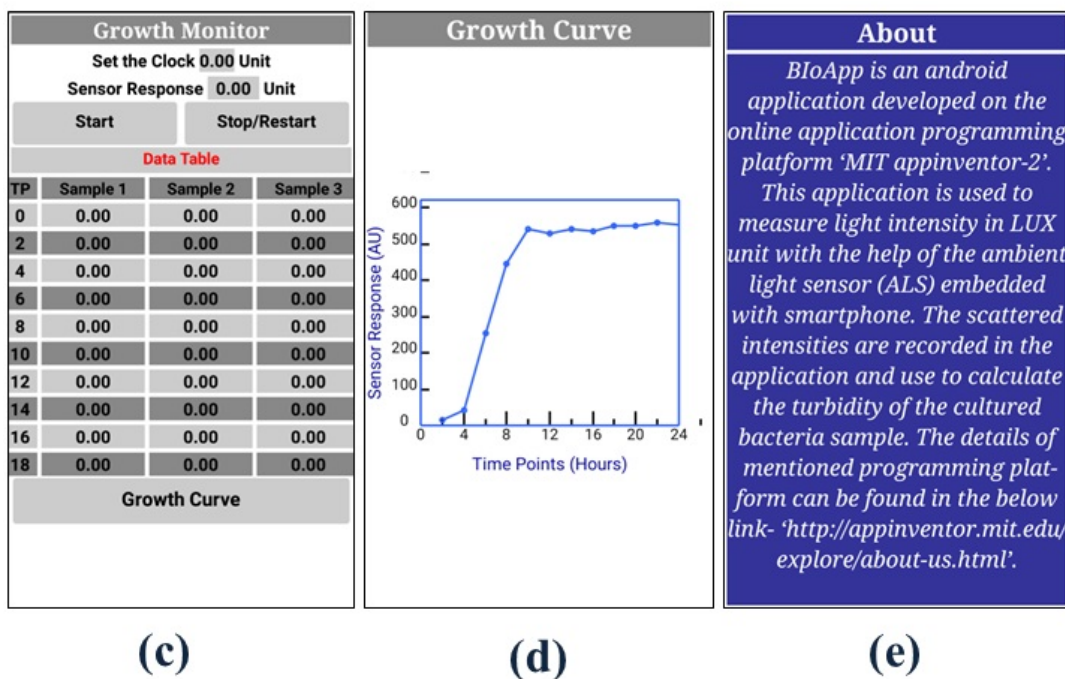 Growth Monitor
Set the Clock 0.00 Unit
Sensor Response 0.00 Unit
Start Stop/Restart
Data Table
TP Sample 1 Sample 2 Sample 3
0 0.00 0.00 0.00
2 0.00 0.00 0.00
4 0.00 0.00 0.00
6 0.00 0.00 0.00
8 0.00 0.00 0.00
10 0.00 0.00 0.00
12 0.00 0.00 0.00
14 0.00 0.00 0.00
16 0.00 0.00 0.00
18 0.00 0.00 0.00
Growth Curve
(c)
Growth Curve
Sensor Response (AU)
600
500
400
300
200
100
0
0 4 8 12 16 20 24
Time Points (Hours)
(d)
About
BIoApp is an android
application developed on the
online application programming
platform ‘MIT appinventor-2’.
This application is used to
measure light intensity in LUX
unit with the help of the ambient
light sensor (ALS) embedded
with smartphone. The scattered
intensities are recorded in the
application and use to calculate
the turbidity of the cultured
bacteria sample. The details of
mentioned programming plat-
form can be found in the below
link- ‘http://appinventor.mit.edu/
explore/about-us.html’.
(e)